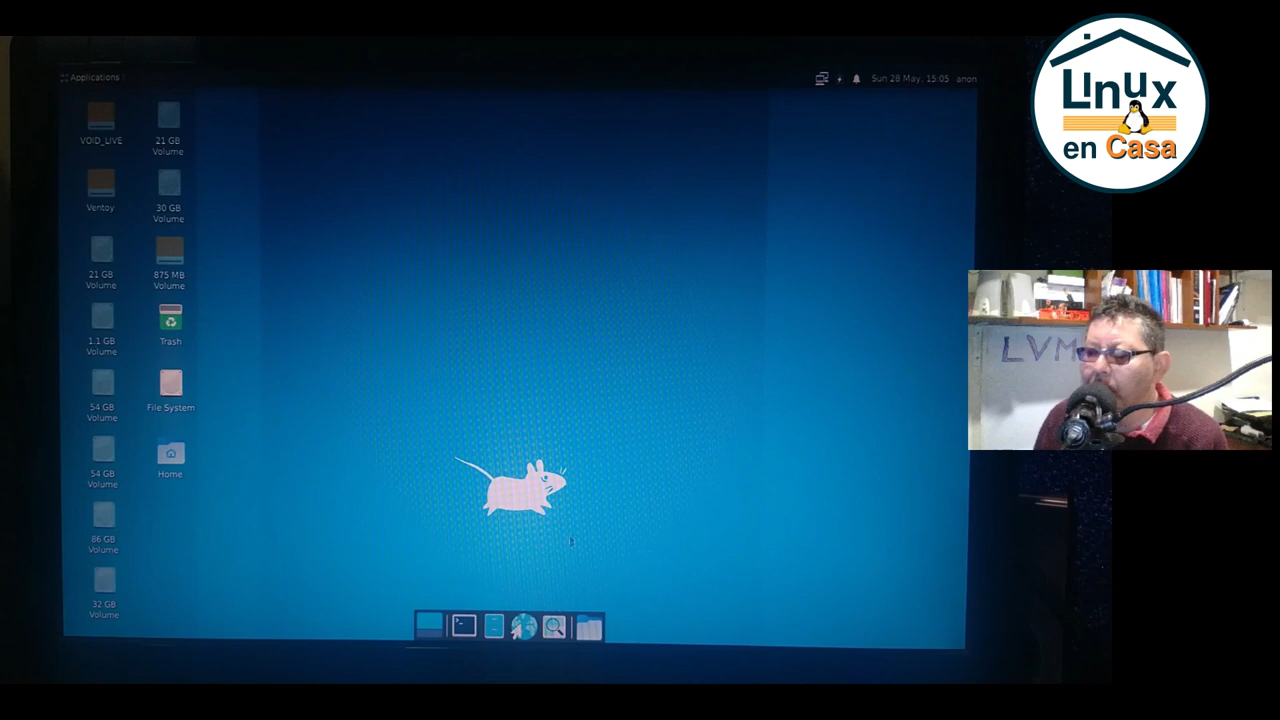 Applications
Sun 28 May, 15:05 anon
VOID_LIVE
21 GB
Volume
Ventoy
30 GB
Volume
21 GB
Volume
875 MB
Volume
1.1 GB
Volume
Trash
54 GB
Volume
File System
54 GB
Volume
Home
86 GB
Volume
32 GB
Volume
Linux
en Casa
LVM